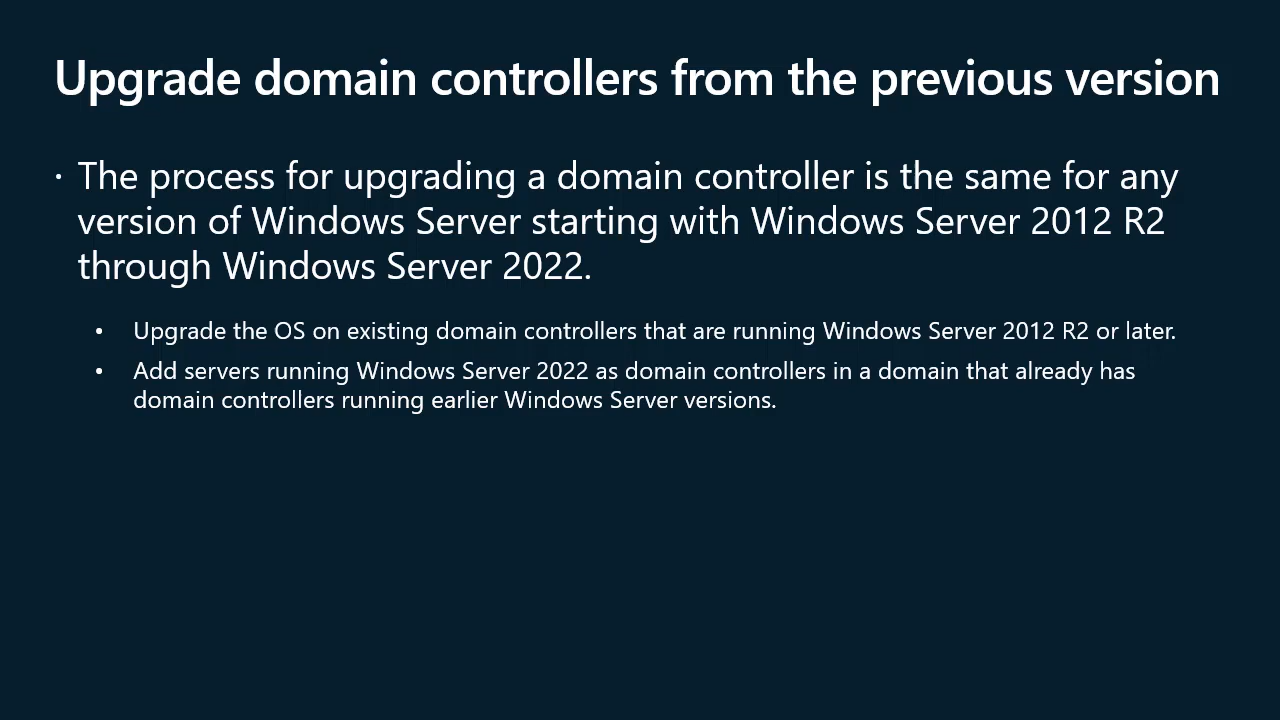 Upgrade domain controllers from the previous version
· The process for upgrading a domain controller is the same for any
version of Windows Server starting with Windows Server 2012 R2
through Windows Server 2022.
• Upgrade the OS on existing domain controllers that are running Windows Server 2012 R2 or later.
• Add servers running Windows Server 2022 as domain controllers in a domain that already has
domain controllers running earlier Windows Server versions.